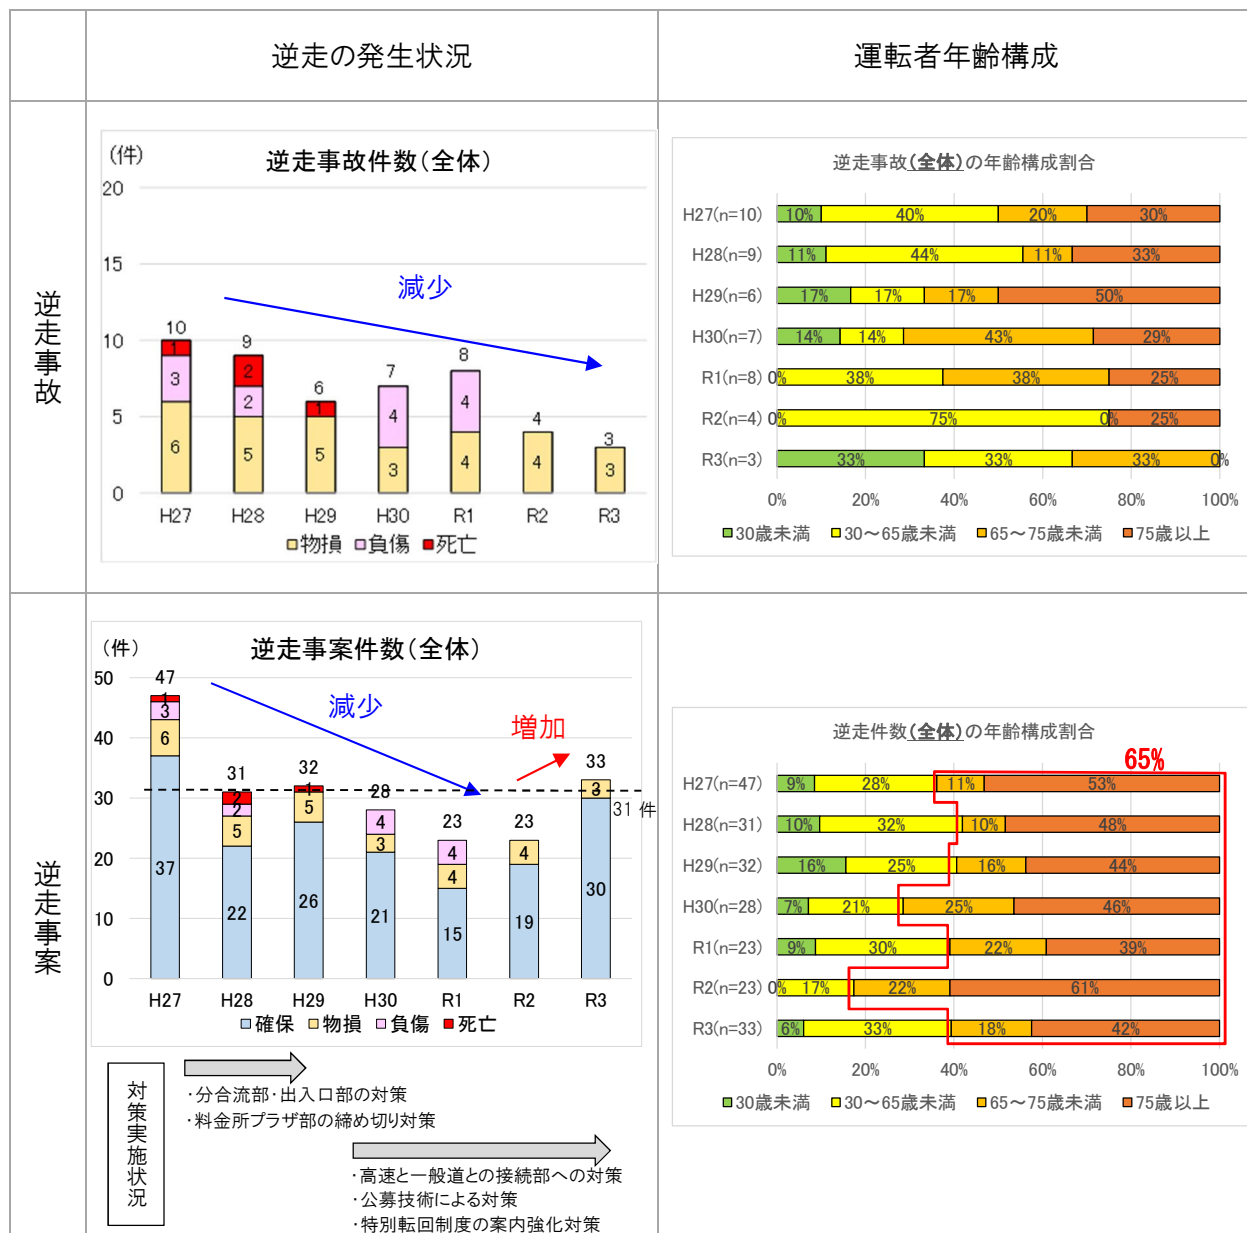 逆走の発生状況
運転者年齢構成
逆走事故
(件)
逆走事故件数(全体)
20
15
10
5
0
減少
10
1
3
6
9
2
2
5
6
1
5
7
4
3
8
4
4
4
4
3
3
H27 H28 H29 H30 R1 R2 R3
物損 負傷 死亡
逆走事故(全体)の年齢構成割合
H27(n=10) 10% 40% 20% 30%
H28(n=9) 11% 44% 11% 33%
H29(n=6) 17% 17% 17% 50%
H30(n=7) 14% 14% 43% 29%
R1(n=8) 0% 38% 38% 25%
R2(n=4) 0% 75% 0% 25%
R3(n=3) 33% 33% 33% 0%
0% 20% 40% 60% 80% 100%
30歳未満 30～65歳未満 65～75歳未満 75歳以上
逆走事案
(件)
逆走事案件数(全体)
50
40
30
20
10
0
減少
増加
31 件
47
1
3
6
37
31
2
2
5
22
32
1
5
26
28
4
3
21
23
4
4
15
23
4
19
33
3
30
H27 H28 H29 H30 R1 R2 R3
確保 物損 負傷 死亡
対策実施状況
・分合流部・出入口部の対策
・料金所プラザ部の締め切り対策
・高速と一般道との接続部への対策
・公募技術による対策
・特別転回制度の案内強化対策
逆走件数(全体)の年齢構成割合
65%
H27(n=47) 9% 28% 11% 53%
H28(n=31) 10% 32% 10% 48%
H29(n=32) 16% 25% 16% 44%
H30(n=28) 7% 21% 25% 46%
R1(n=23) 9% 30% 22% 39%
R2(n=23) 0% 17% 22% 61%
R3(n=33) 6% 33% 18% 42%
0% 20% 40% 60% 80% 100%
30歳未満 30～65歳未満 65～75歳未満 75歳以上